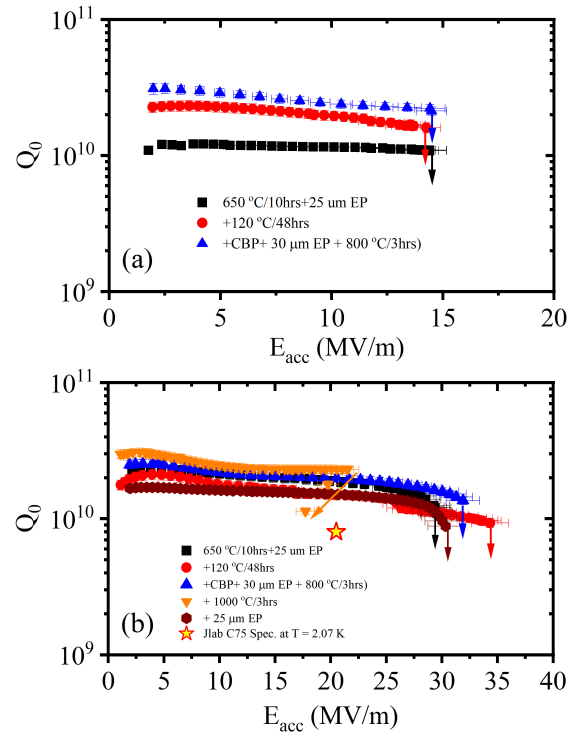 10¹¹
Q₀
10¹⁰
650 °C/10hrs+25 um EP
+120 °C/48hrs
+CBP+ 30 μm EP + 800 °C/3hrs)
(a)
10⁹
0 5 10 15 20
E_acc (MV/m)
10¹¹
Q₀
10¹⁰
650 °C/10hrs+25 um EP
+120 °C/48hrs
+CBP+ 30 μm EP + 800 °C/3hrs)
+ 1000 °C/3hrs
+ 25 μm EP
(b)
Jlab C75 Spec. at T = 2.07 K
10⁹
0 5 10 15 20 25 30 35 40
E_acc (MV/m)